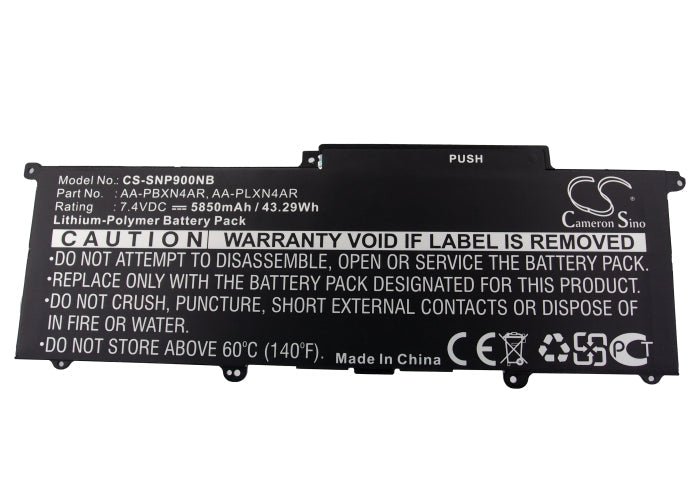 PUSH
Model No.: CS-SNP900NB
Part No. : AA-PBXN4AR, AA-PLXN4AR
Rating : 7.4VDC ⎓ 5850mAh / 43.29Wh
Lithium-Polymer Battery Pack
CS
Cameron Sino
CAUTION WARRANTY VOID IF LABEL IS REMOVED
•DO NOT ATTEMPT TO DISASSEMBLE, OPEN OR SERVICE THE BATTERY PACK.
•REPLACE ONLY WITH THE BATTERY PACK DESIGNATED FOR THIS PRODUCT.
•DO NOT CRUSH, PUNCTURE, SHORT EXTERNAL CONTACTS OR DISPOSE OF
IN FIRE OR WATER.
•DO NOT STORE ABOVE 60°C (140°F).
Made In China